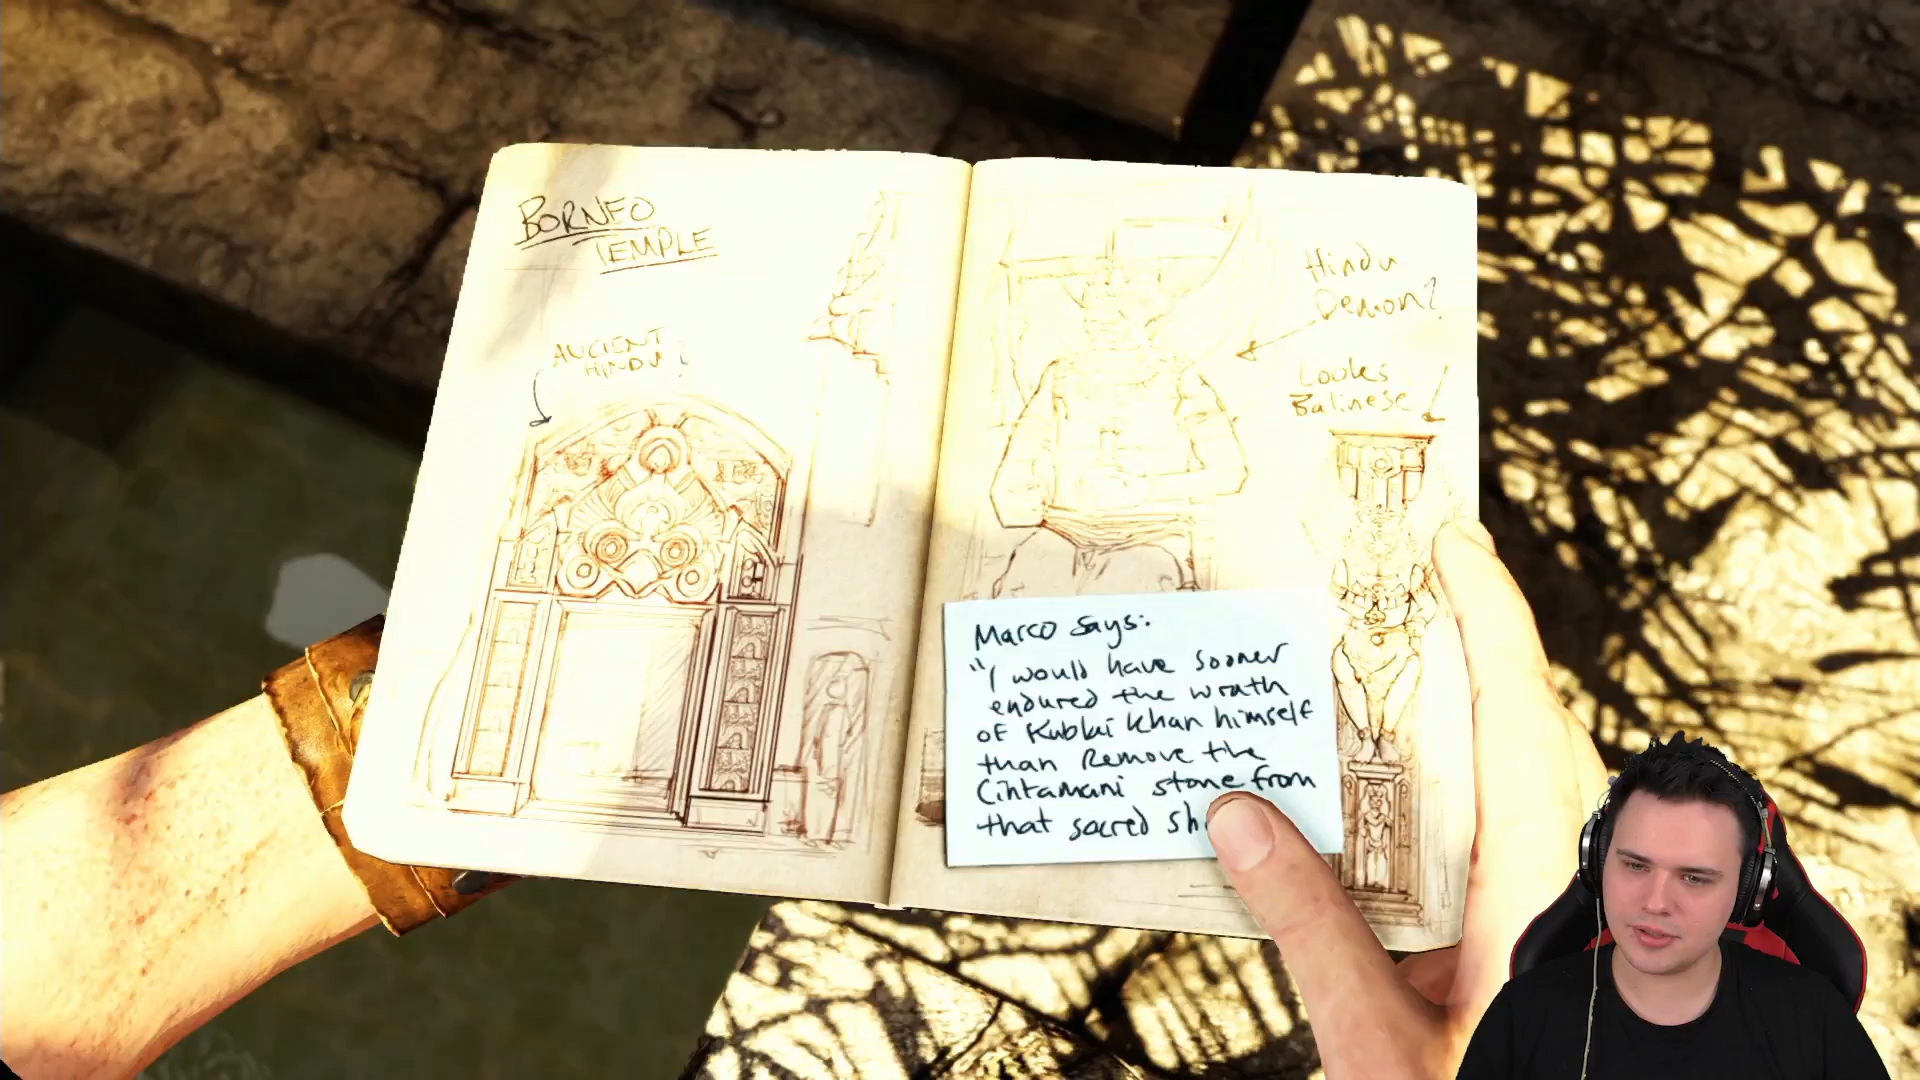 BORNEO
TEMPLE
ANCIENT
HINDU?
Hindu
Demon?
Looks
Balinese
Marco says:
"I would have sooner
endured the wrath
of Kublai Khan himself
than Remove the
Cintamani stone from
that sacred